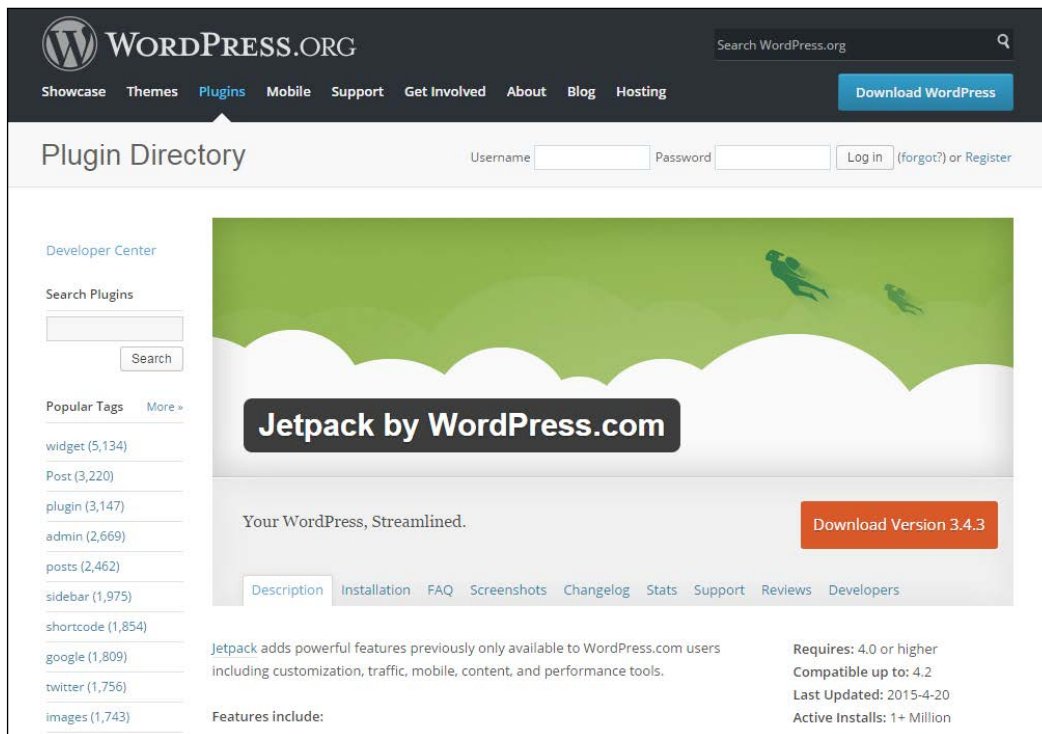 WORDPRESS.ORG
Search WordPress.org
Showcase Themes Plugins Mobile Support Get Involved About Blog Hosting
Download WordPress
Plugin Directory
Username Password Log in (forgot?) or Register
Developer Center
Search Plugins
Search
Popular Tags More »
widget (5,134)
Post (3,220)
plugin (3,147)
admin (2,669)
posts (2,462)
sidebar (1,975)
shortcode (1,854)
google (1,809)
twitter (1,756)
images (1,743)
Jetpack by WordPress.com
Your WordPress, Streamlined.
Download Version 3.4.3
Description Installation FAQ Screenshots Changelog Stats Support Reviews Developers
Jetpack adds powerful features previously only available to WordPress.com users
including customization, traffic, mobile, content, and performance tools.
Features include:
Requires: 4.0 or higher
Compatible up to: 4.2
Last Updated: 2015-4-20
Active Installs: 1+ Million